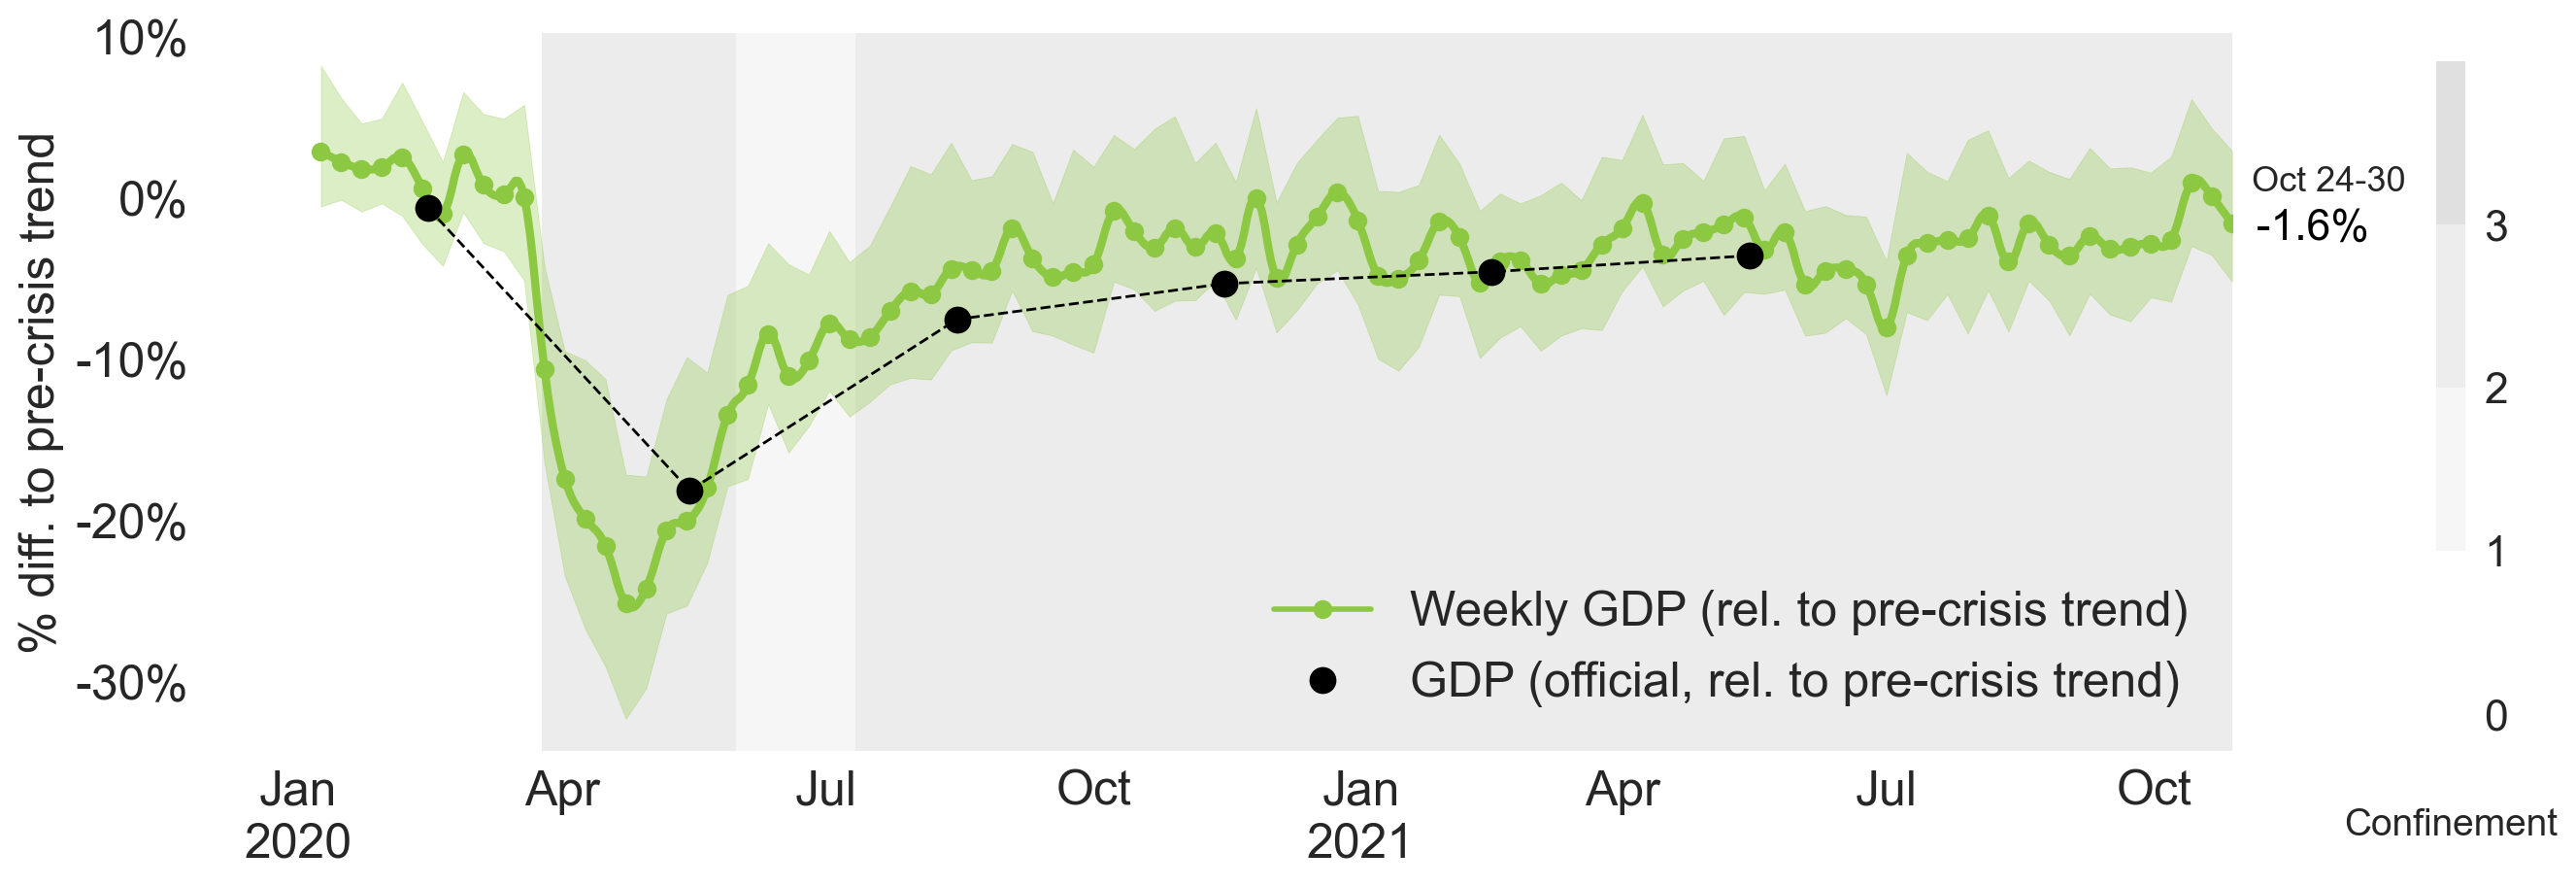 10%
0%
-10%
-20%
-30%
% diff. to pre-crisis trend
Oct 24-30
-1.6%
3
2
1
0
Weekly GDP (rel. to pre-crisis trend)
GDP (official, rel. to pre-crisis trend)
Jan Apr Jul Oct Jan Apr Jul Oct
2020 2021
Confinement